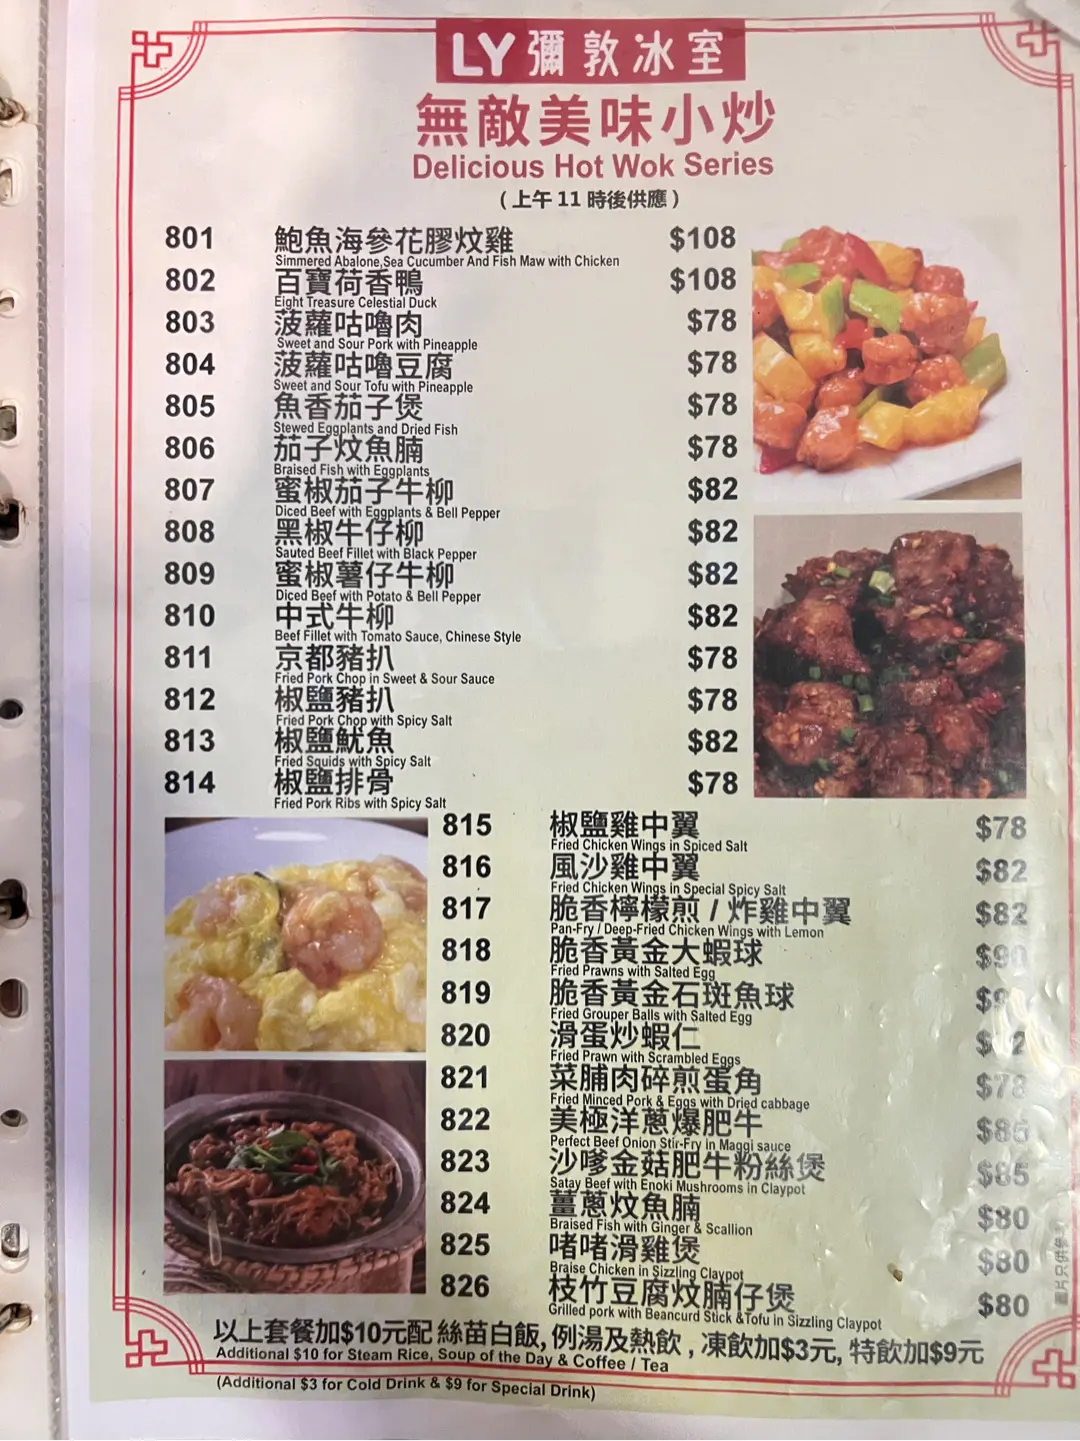 LY 彌敦冰室
無敵美味小炒
Delicious Hot Wok Series
(上午11時後供應)
801 鮑魚海參花膠炆雞 $108
Simmered Abalone,Sea Cucumber And Fish Maw with Chicken
802 百寶荷香鴨 $108
Eight Treasure Celestial Duck
803 菠蘿咕嚕肉 $78
Sweet and Sour Pork with Pineapple
804 菠蘿咕嚕豆腐 $78
Sweet and Sour Tofu with Pineapple
805 魚香茄子煲 $78
Stewed Eggplants and Dried Fish
806 茄子炆魚腩 $78
Braised Fish with Eggplants
807 蜜椒茄子牛柳 $82
Diced Beef with Eggplants & Bell Pepper
808 黑椒牛仔柳 $82
Sauted Beef Fillet with Black Pepper
809 蜜椒薯仔牛柳 $82
Diced Beef with Potato & Bell Pepper
810 中式牛柳 $82
Beef Fillet with Tomato Sauce, Chinese Style
811 京都豬扒 $78
Fried Pork Chop in Sweet & Sour Sauce
812 椒鹽豬扒 $78
Fried Pork Chop with Spicy Salt
813 椒鹽魷魚 $82
Fried Squids with Spicy Salt
814 椒鹽排骨 $78
Fried Pork Ribs with Spicy Salt
815 椒鹽雞中翼 $78
Fried Chicken Wings in Spiced Salt
816 風沙雞中翼 $82
Fried Chicken Wings in Special Spicy Salt
817 脆香檸檬煎 / 炸雞中翼 $82
Pan-Fry / Deep-Fried Chicken Wings with Lemon
818 脆香黃金大蝦球 $90
Fried Prawns with Salted Egg
819 脆香黃金石斑魚球
Fried Grouper Balls with Salted Egg
820 滑蛋炒蝦仁
Fried Prawn with Scrambled Eggs
821 菜脯肉碎煎蛋角 $78
Fried Minced Pork & Eggs with Dried cabbage
822 美極洋蔥爆肥牛
Perfect Beef Onion Stir-Fry in Maggi sauce
823 沙嗲金菇肥牛粉絲煲 $85
Satay Beef with Enoki Mushrooms in Claypot
824 薑蔥炆魚腩 $80
Braised Fish with Ginger & Scallion
825 啫啫滑雞煲 $80
Braise Chicken in Sizzling Claypot
826 枝竹豆腐炆腩仔煲 $80
Grilled pork with Beancurd Stick &Tofu in Sizzling Claypot
以上套餐加$10元配 絲苗白飯, 例湯及熱飲 , 凍飲加$3元, 特飲加$9元
Additional $10 for Steam Rice, Soup of the Day & Coffee / Tea
(Additional $3 for Cold Drink & $9 for Special Drink)